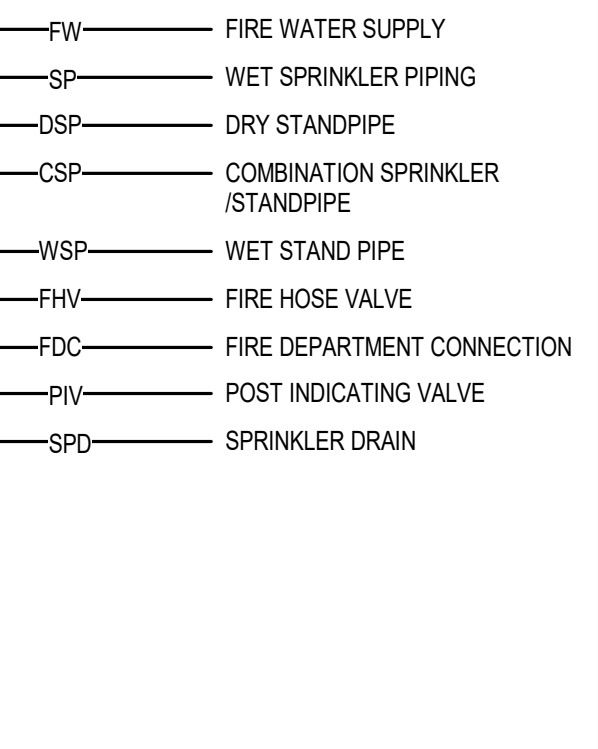 FW FIRE WATER SUPPLY
SP WET SPRINKLER PIPING
DSP DRY STANDPIPE
CSP COMBINATION SPRINKLER
/STANDPIPE
WSP WET STAND PIPE
FHV FIRE HOSE VALVE
FDC FIRE DEPARTMENT CONNECTION
PIV POST INDICATING VALVE
SPD SPRINKLER DRAIN